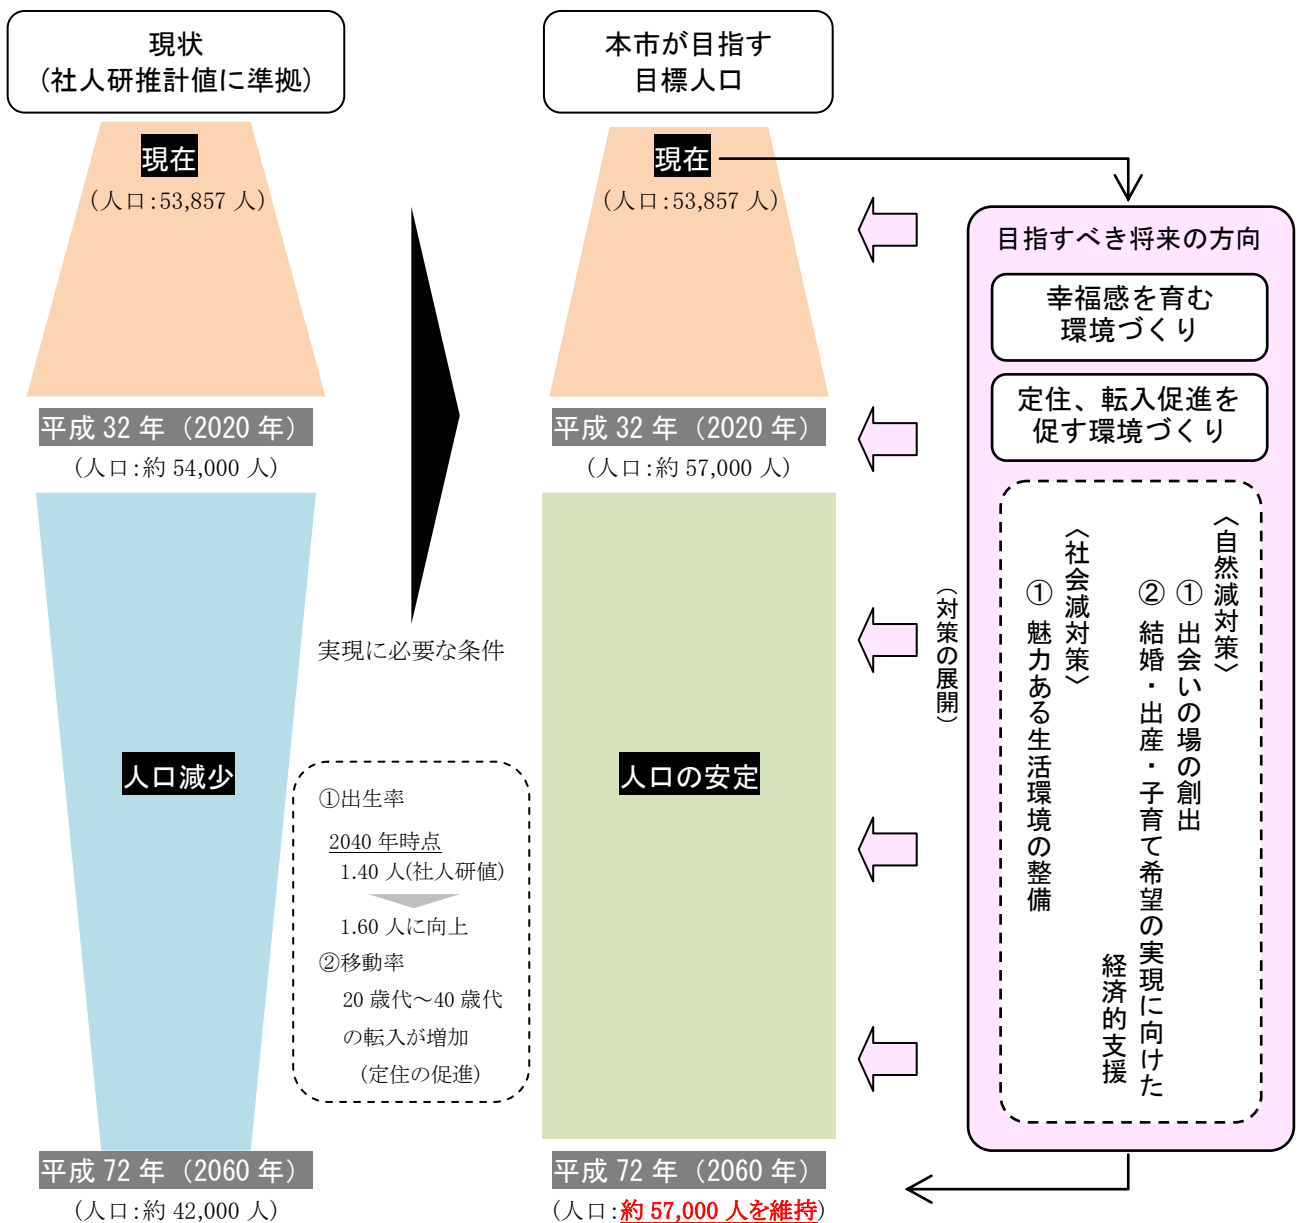 現状
(社人研推計値に準拠)
現在
(人口:53,857 人)
平成 32 年（2020 年）
(人口:約 54,000 人)
人口減少
平成 72 年（2060 年）
(人口:約 42,000 人)
実現に必要な条件
①出生率
2040 年時点
1.40 人(社人研値)
1.60 人に向上
②移動率
20 歳代～40 歳代
の転入が増加
(定住の促進)
本市が目指す
目標人口
現在
(人口:53,857 人)
平成 32 年（2020 年）
(人口:約 57,000 人)
人口の安定
平成 72 年（2060 年）
(人口:約 57,000 人を維持)
(対策の展開)
目指すべき将来の方向
幸福感を育む
環境づくり
定住、転入促進を
促す環境づくり
〈自然減対策〉
① 出会いの場の創出
② 結婚・出産・子育て希望の実現に向けた
経済的支援
〈社会減対策〉
① 魅力ある生活環境の整備